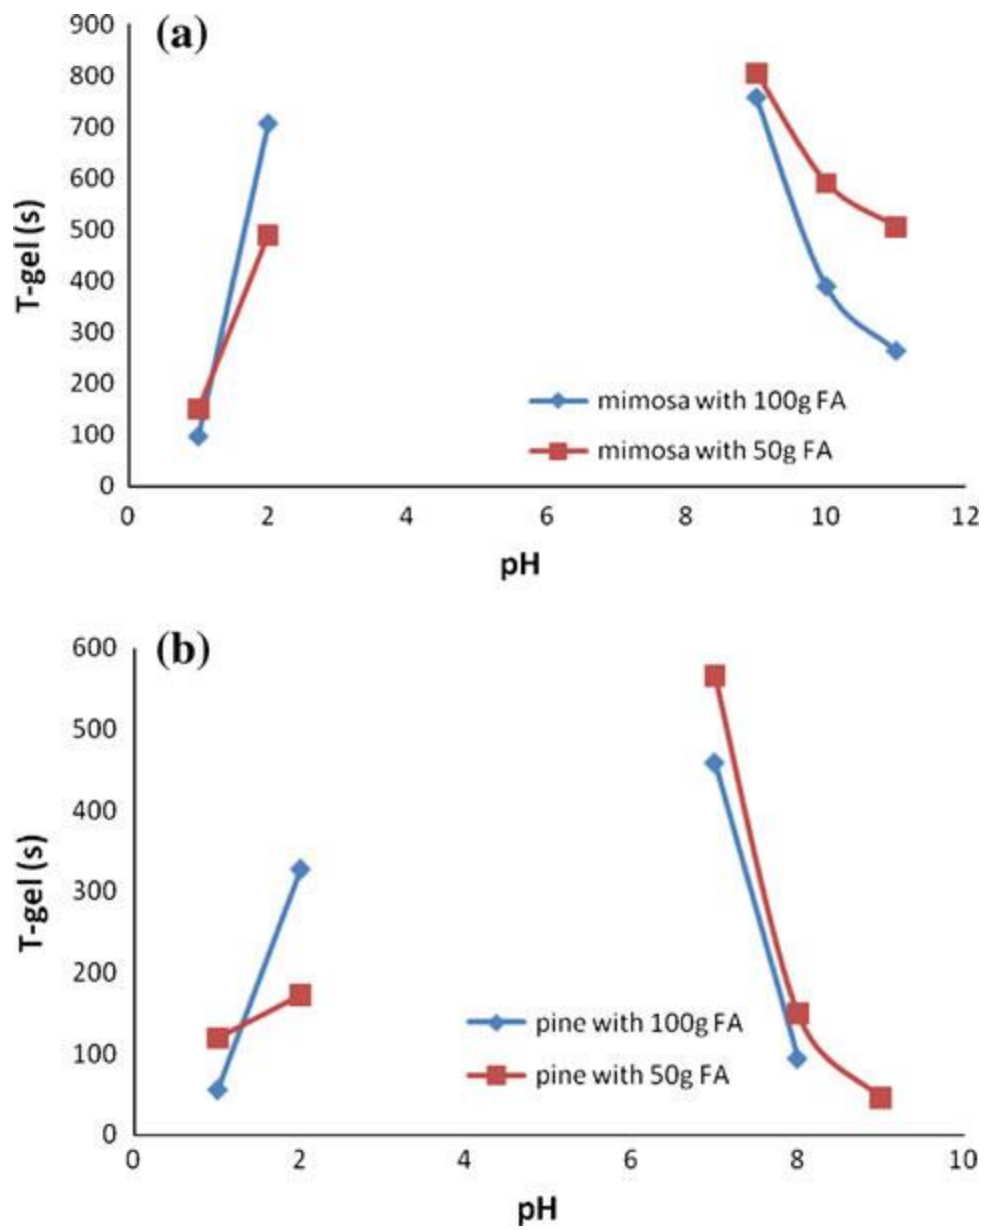 (a)
900
800
700
600
500
400
300
200
100
0
T-gel (s)
mimosa with 100g FA
mimosa with 50g FA
0 2 4 6 8 10 12
pH
(b)
600
500
400
300
200
100
0
T-gel (s)
pine with 100g FA
pine with 50g FA
0 2 4 6 8 10
pH